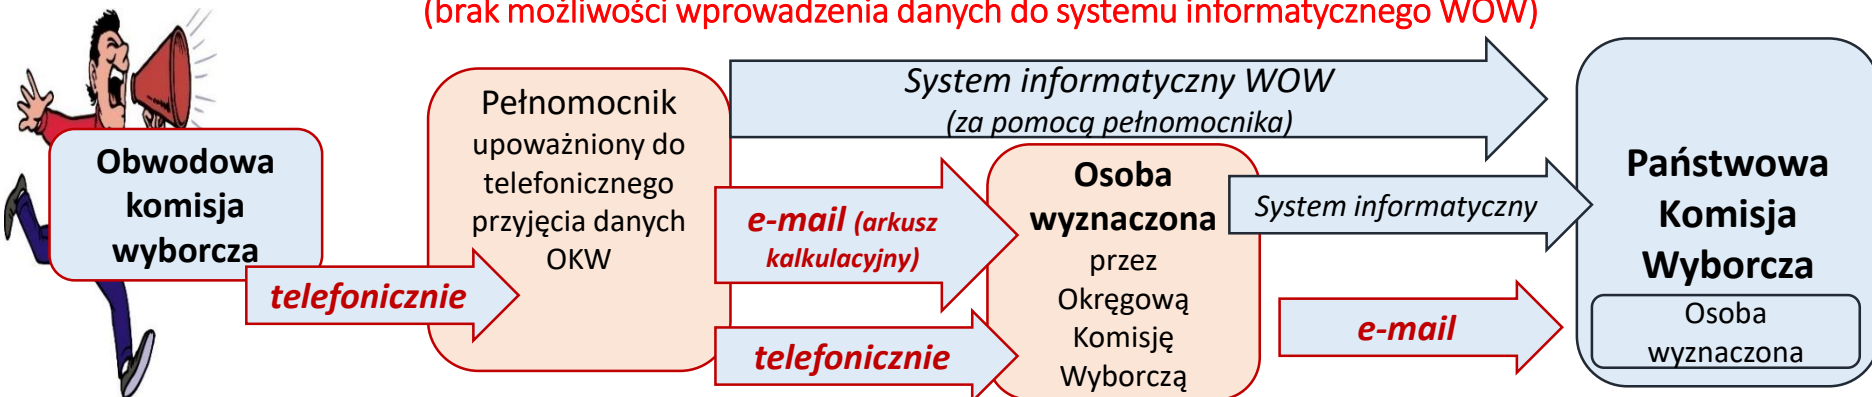 (brak możliwości wprowadzenia danych do systemu informatycznego WOW)
Obwodowa
komisja
wyborcza
telefonicznie
Pełnomocnik
upoważniony do
telefonicznego
przyjęcia danych
OKW
System informatyczny WOW
(za pomocą pełnomocnika)
e-mail (arkusz
kalkulacyjny)
telefonicznie
Osoba
wyznaczona
przez
Okręgową
Komisję
Wyborczą
System informatyczny
e-mail
Państwowa
Komisja
Wyborcza
Osoba
wyznaczona